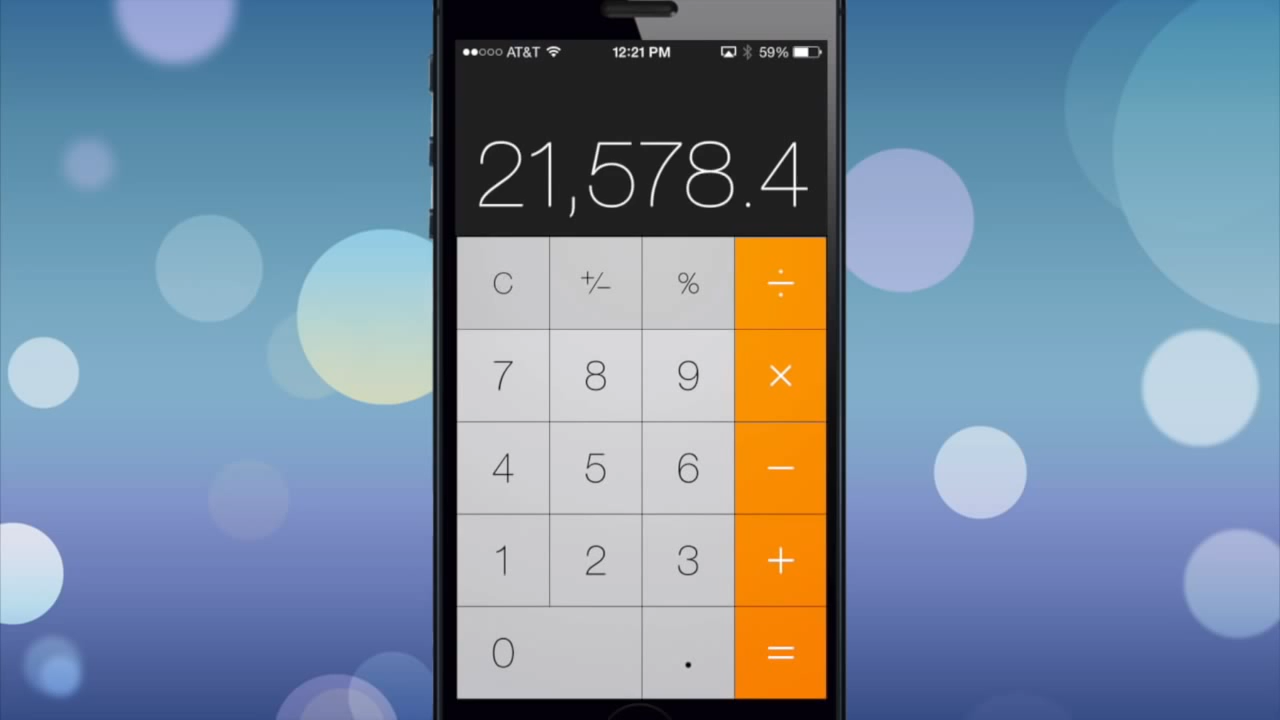 AT&T 12:21 PM 59%
21,578.4
C +/− % ÷
7 8 9 ×
4 5 6 −
1 2 3 +
0 . =